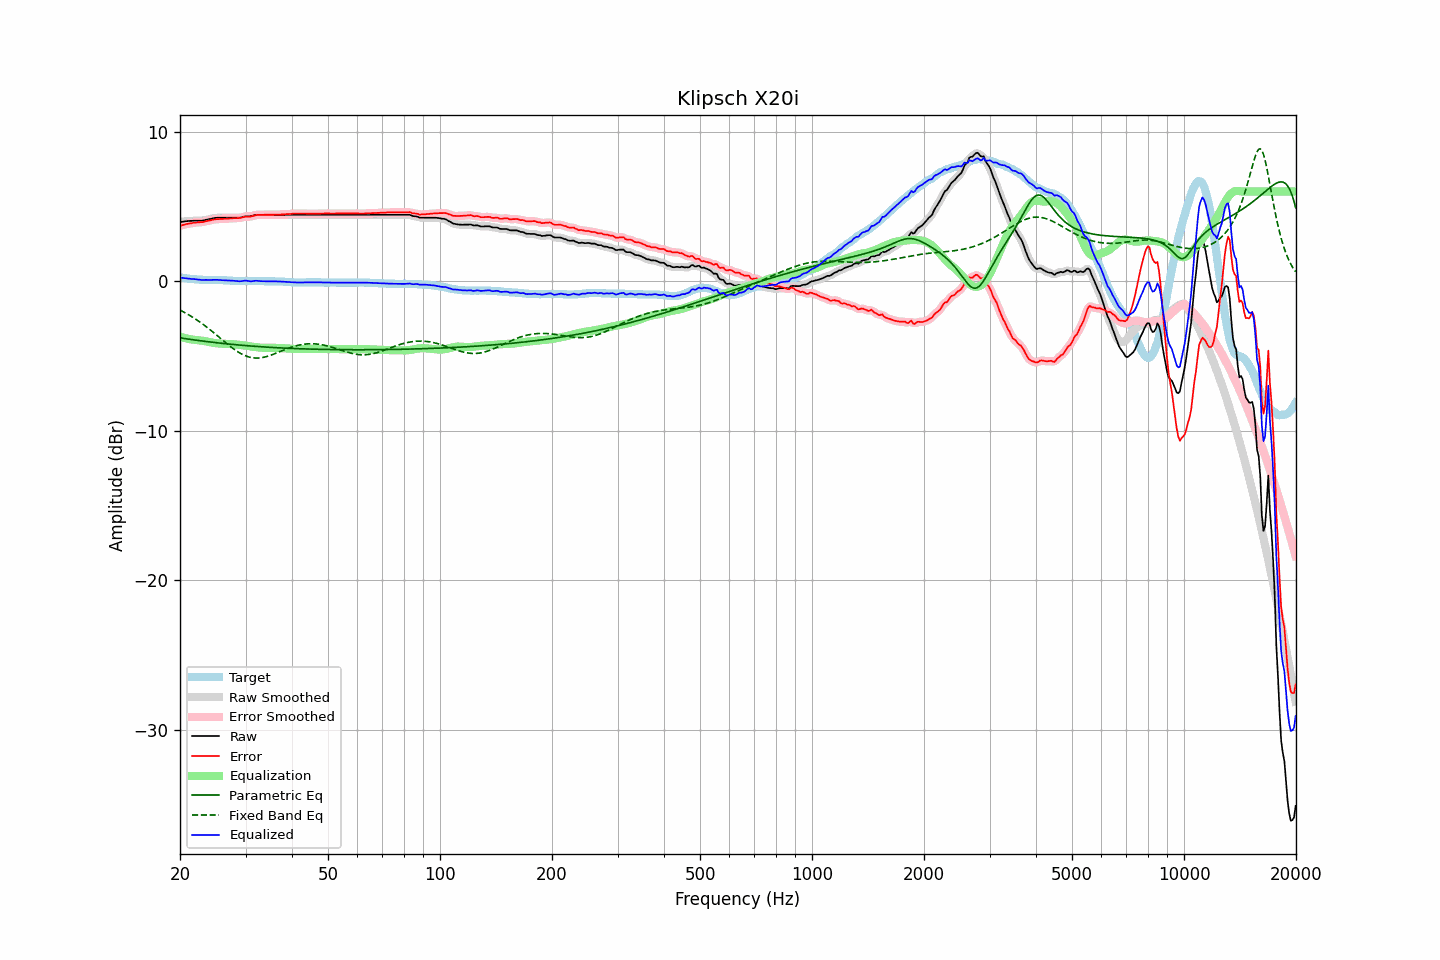 Klipsch X20i
Amplitude (dBr)
10
0
−10
−20
−30
Target
Raw Smoothed
Error Smoothed
Raw
Error
Equalization
Parametric Eq
Fixed Band Eq
Equalized
20 50 100 200 500 1000 2000 5000 10000 20000
Frequency (Hz)